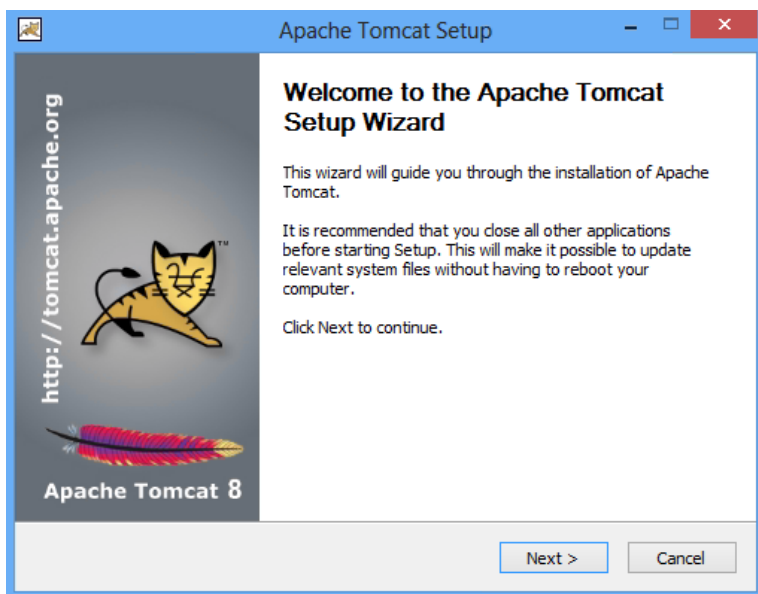 Apache Tomcat Setup
http://tomcat.apache.org
TM
Apache Tomcat 8
Welcome to the Apache Tomcat
Setup Wizard
This wizard will guide you through the installation of Apache
Tomcat.
It is recommended that you close all other applications
before starting Setup. This will make it possible to update
relevant system files without having to reboot your
computer.
Click Next to continue.
Next >
Cancel